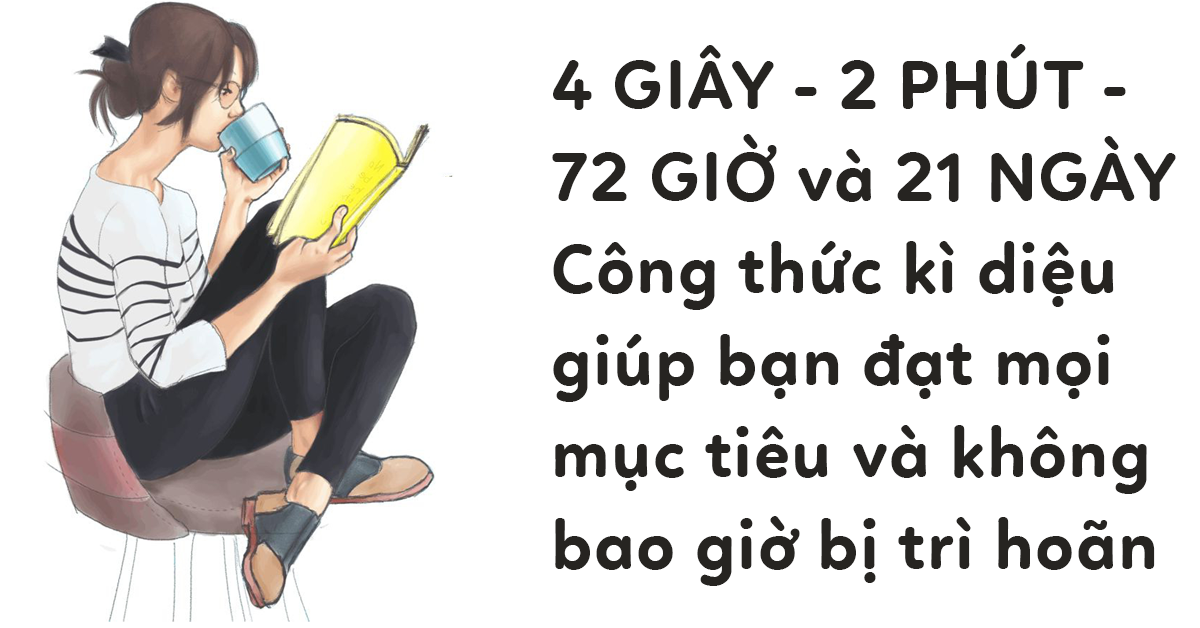 4 GIÂY - 2 PHÚT -
72 GIỜ và 21 NGÀY
Công thức kì diệu
giúp bạn đạt mọi
mục tiêu và không
bao giờ bị trì hoãn